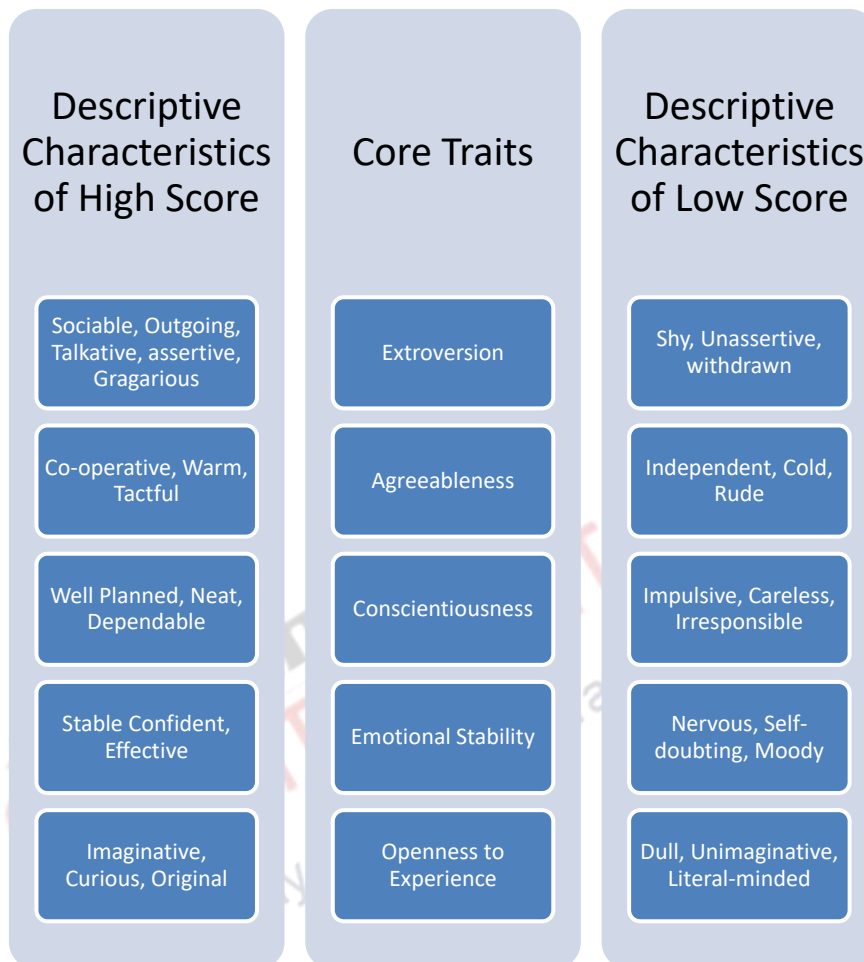 Descriptive
Characteristics
of High Score
Sociable, Outgoing,
Talkative, assertive,
Gragarious
Co-operative, Warm,
Tactful
Well Planned, Neat,
Dependable
Stable Confident,
Effective
Imaginative,
Curious, Original
Core Traits
Extroversion
Agreeableness
Conscientiousness
Emotional Stability
Openness to
Experience
Descriptive
Characteristics
of Low Score
Shy, Unassertive,
withdrawn
Independent, Cold,
Rude
Impulsive, Careless,
Irresponsible
Nervous, Self-
doubting, Moody
Dull, Unimaginative,
Literal-minded